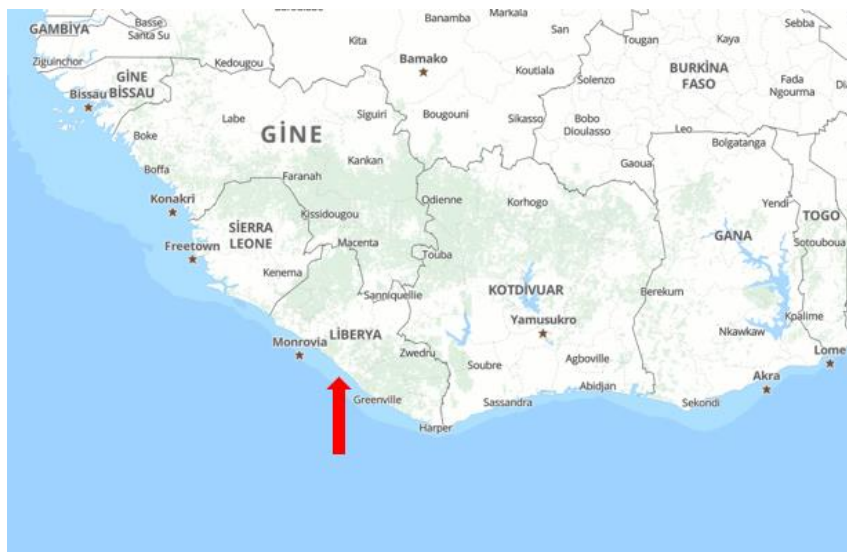 Markala
Banamba
Sebba
GAMBİYA
Basse
Santa Su
Kita
San
Tougan
Kaya
Ziguinchor
Kedougou
Bamako
Koutiala
Solenzo
BURKİNA
FASO
Fada
Ngourma
GİNE
BİSSAU
Bissau
Labe
Siguiri
Bougouni
Sikasso
Bobo
Dioulasso
Leo
Boke
GİNE
Bolgatanga
Boffa
Kankan
Gaoua
Faranah
Konakri
Odienne
Korhogo
Yendi
TOGO
Kissidougou
SİERRA
LEONE
Freetown
Macenta
GANA
Sotouboua
Kenema
Touba
Sanniquellie
KOTDİVUAR
Berekum
Kpalime
LİBERYA
Yamusukro
Nkawkaw
Monrovia
Zwedru
Soubre
Agboville
Lome
Akra
Abidjan
Greenville
Sassandra
Sekondi
Harper